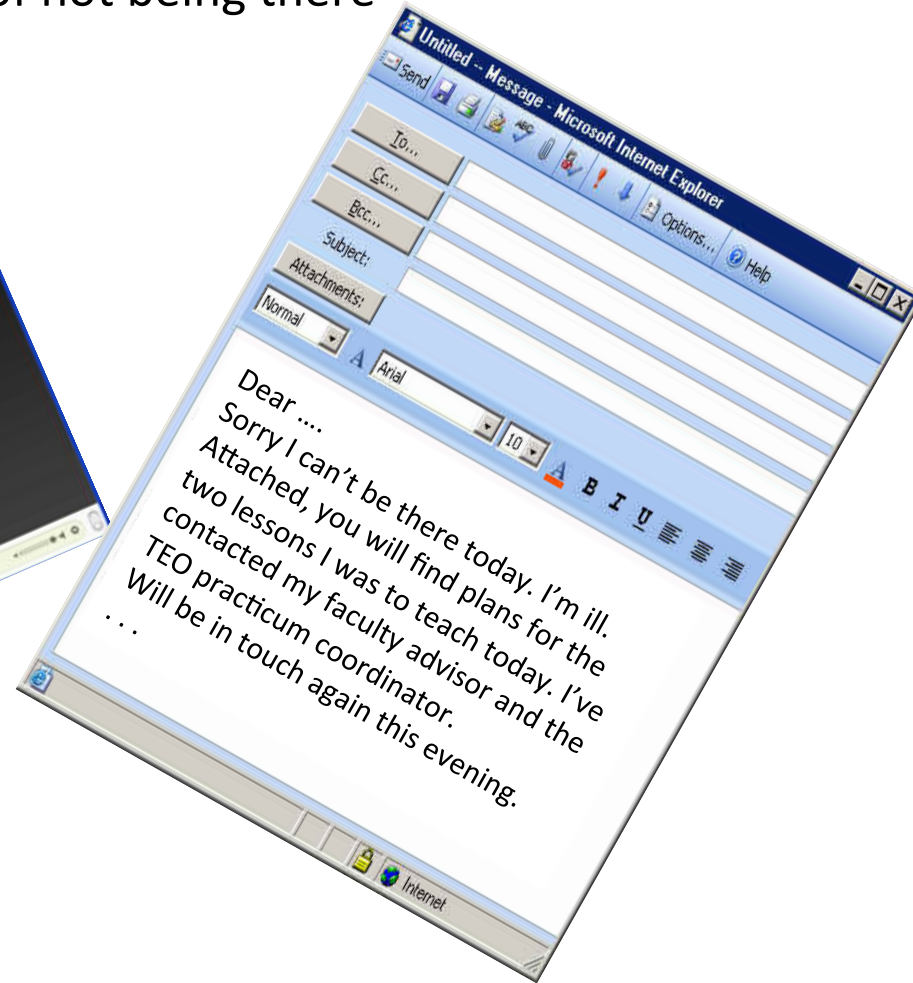 of not being there
Untitled -- Message - Microsoft Internet Explorer
Send
ABC
Options...
Help
To...
Cc...
Bcc...
Subject:
Attachments:
Normal
A
Arial
10
A
B
I
U
Dear ....
Sorry I can't be there today. I'm ill.
Attached, you will find plans for the
two lessons I was to teach today. I've
contacted my faculty advisor and the
TEO practicum coordinator.
Will be in touch again this evening.
. . .
Internet